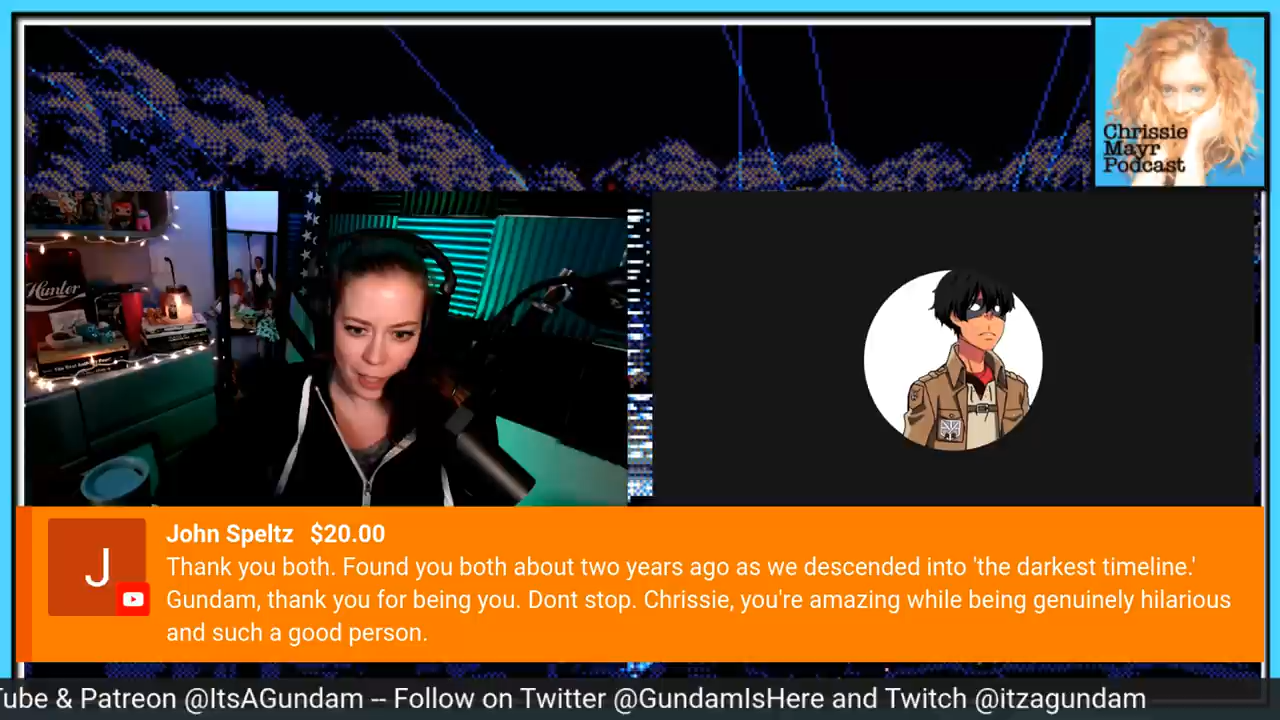 Chrissie
Mayr
Podcast
Hunter
J
John Speltz $20.00
Thank you both. Found you both about two years ago as we descended into 'the darkest timeline.'
Gundam, thank you for being you. Dont stop. Chrissie, you're amazing while being genuinely hilarious
and such a good person.
Tube & Patreon @ItsAGundam -- Follow on Twitter @GundamIsHere and Twitch @itzagundam